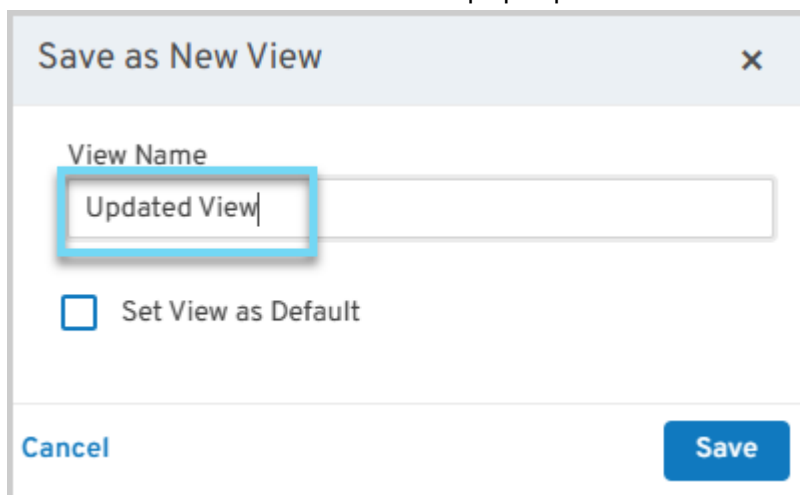 Save as New View
×
View Name
Updated View
Set View as Default
Cancel
Save